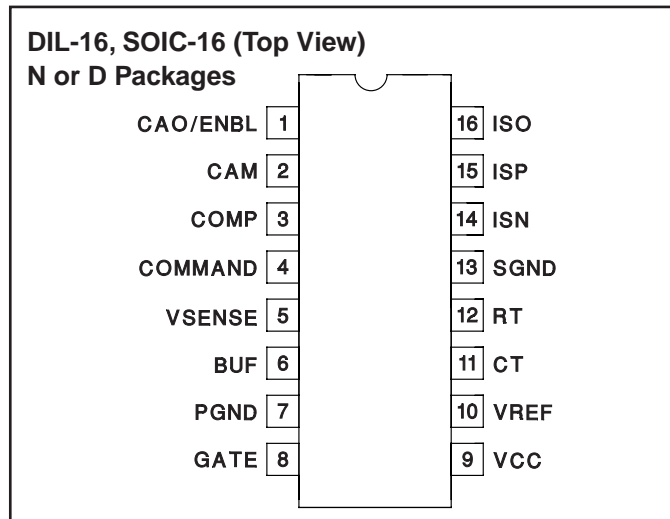 DIL-16, SOIC-16 (Top View)
N or D Packages
CAO/ENBL 1 16 ISO
CAM 2 15 ISP
COMP 3 14 ISN
COMMAND 4 13 SGND
VSENSE 5 12 RT
BUF 6 11 CT
PGND 7 10 VREF
GATE 8 9 VCC